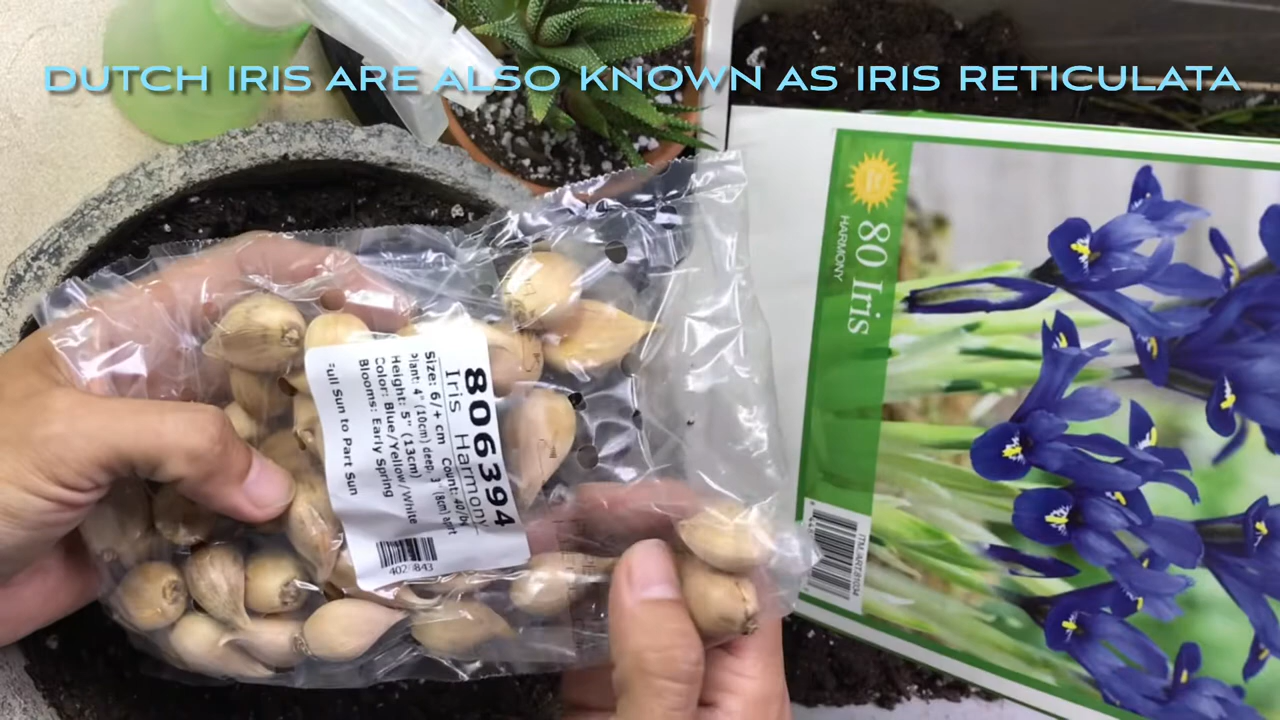 DUTCH IRIS ARE ALSO KNOWN AS IRIS RETICULATA
806394
Iris Harmony
Size: 6/+ cm Count: 40/
Plant: 4" (10cm) deep, 3" (8cm) apart
Height: 5" (13cm)
Color: Blue/Yellow/White
Blooms: Early Spring
Full Sun to Part Sun
80 Iris
HARMONY